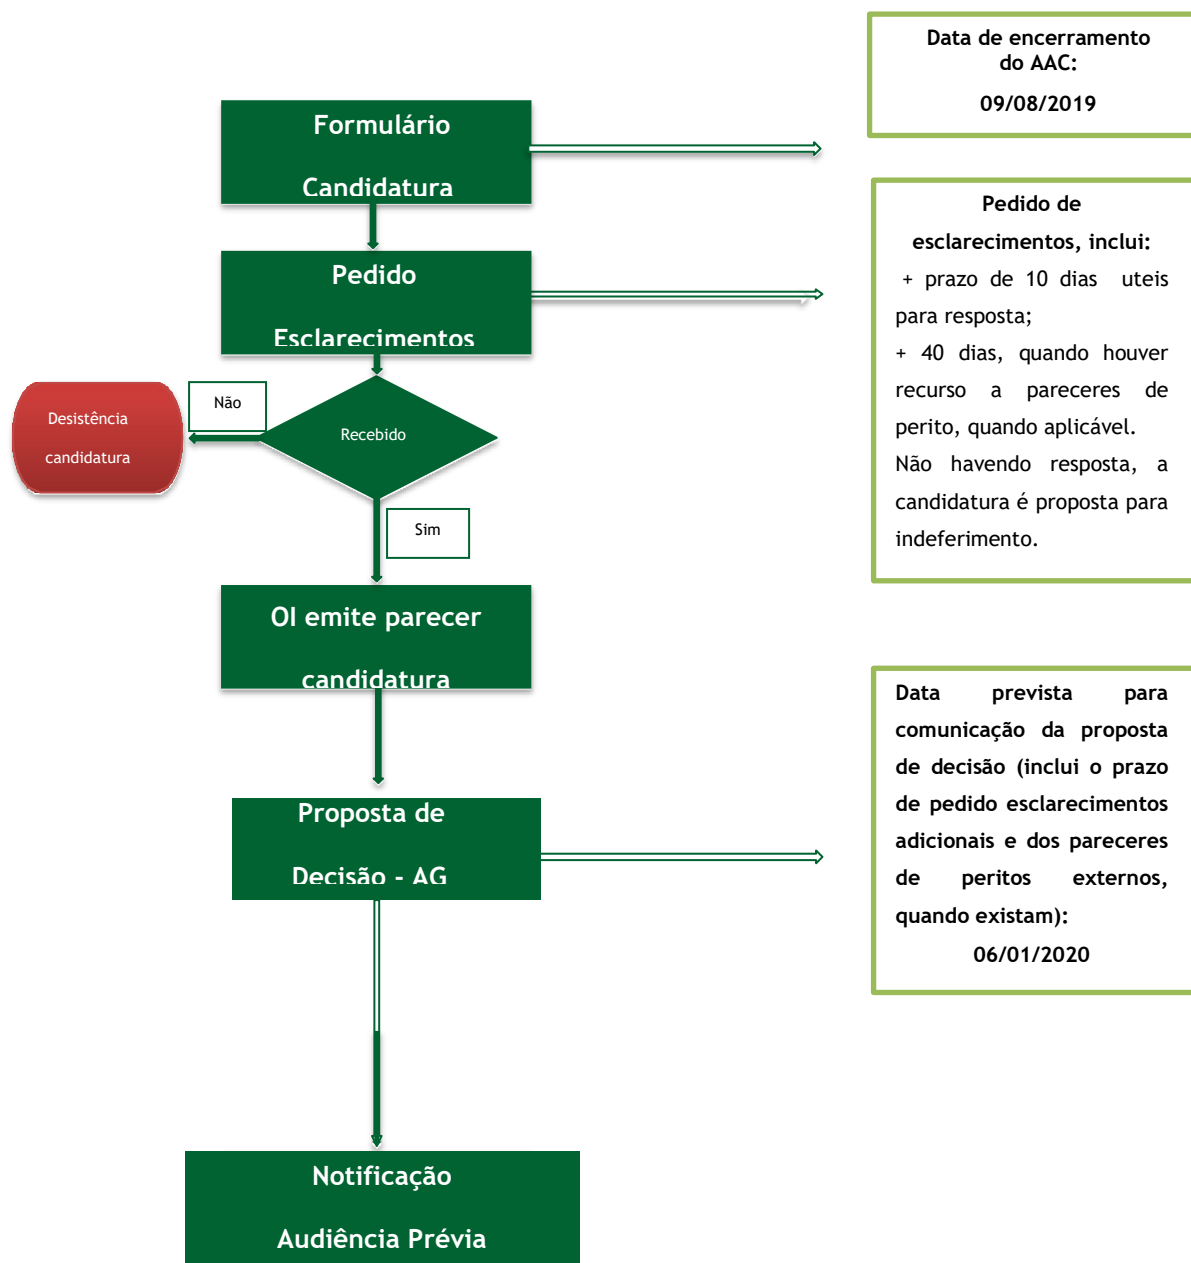 Data de encerramento
do AAC:
09/08/2019
Formulário
Candidatura
Pedido de
esclarecimentos, inclui:
+ prazo de 10 dias uteis
para resposta;
+ 40 dias, quando houver
recurso a pareceres de
perito, quando aplicável.
Não havendo resposta, a
candidatura é proposta para
indeferimento.
Pedido
Esclarecimentos
Não
Desistência
candidatura
Recebido
Sim
OI emite parecer
candidatura
Data prevista para
comunicação da proposta
de decisão (inclui o prazo
de pedido esclarecimentos
adicionais e dos pareceres
de peritos externos,
quando existam):
06/01/2020
Proposta de
Decisão - AG
Notificação
Audiência Prévia